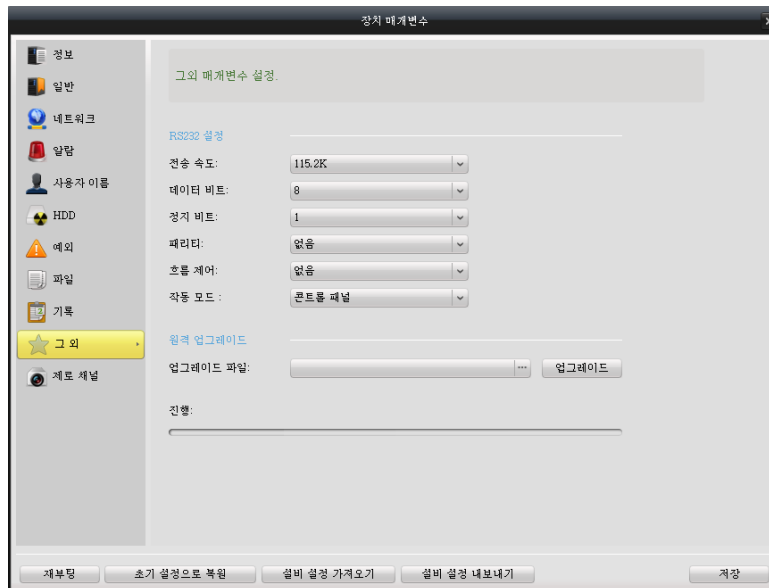 장치 매개변수
정보
일반
네트워크
알람
사용자 이름
HDD
예외
파일
기록
그 외
제로 채널
그외 매개변수 설정.
RS232 설정
전송 속도: 115.2K
데이터 비트: 8
정지 비트: 1
패리티: 없음
흐름 제어: 없음
작동 모드 : 콘트롤 패널
원격 업그레이드
업그레이드 파일: ... 업그레이드
진행:
재부팅 초기 설정으로 복원 설비 설정 가져오기 설비 설정 내보내기 저장